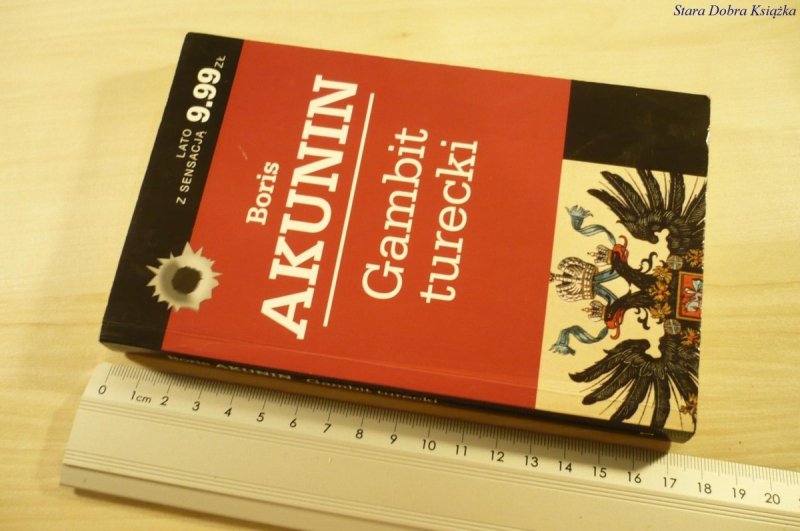 Stara Dobra Książka
LATO
Z SENSACJĄ
9.99 ZŁ
Boris
AKUNIN
Gambit
turecki
Boris AKUNIN Gambit turecki
0 1cm 2 3 4 5 6 7 8 9 10 11 12 13 14 15 16 17 18 19 20